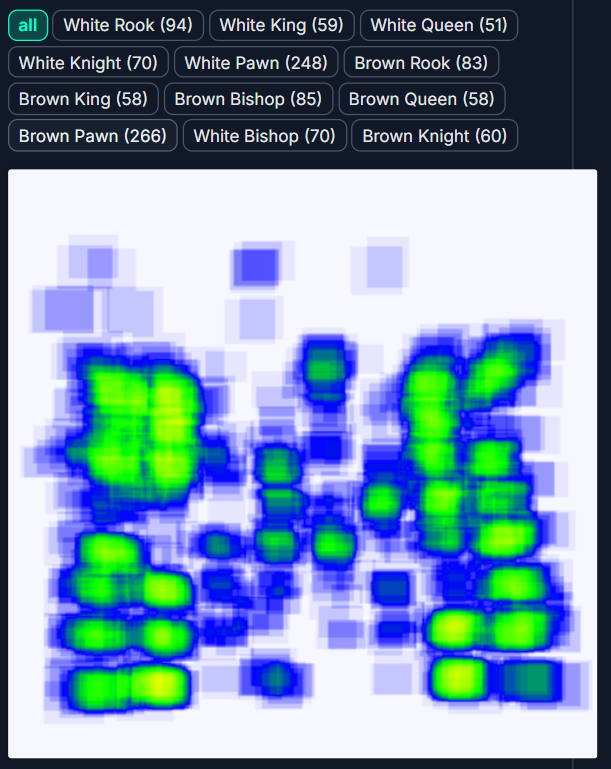 all White Rook (94) White King (59) White Queen (51)
White Knight (70) White Pawn (248) Brown Rook (83)
Brown King (58) Brown Bishop (85) Brown Queen (58)
Brown Pawn (266) White Bishop (70) Brown Knight (60)